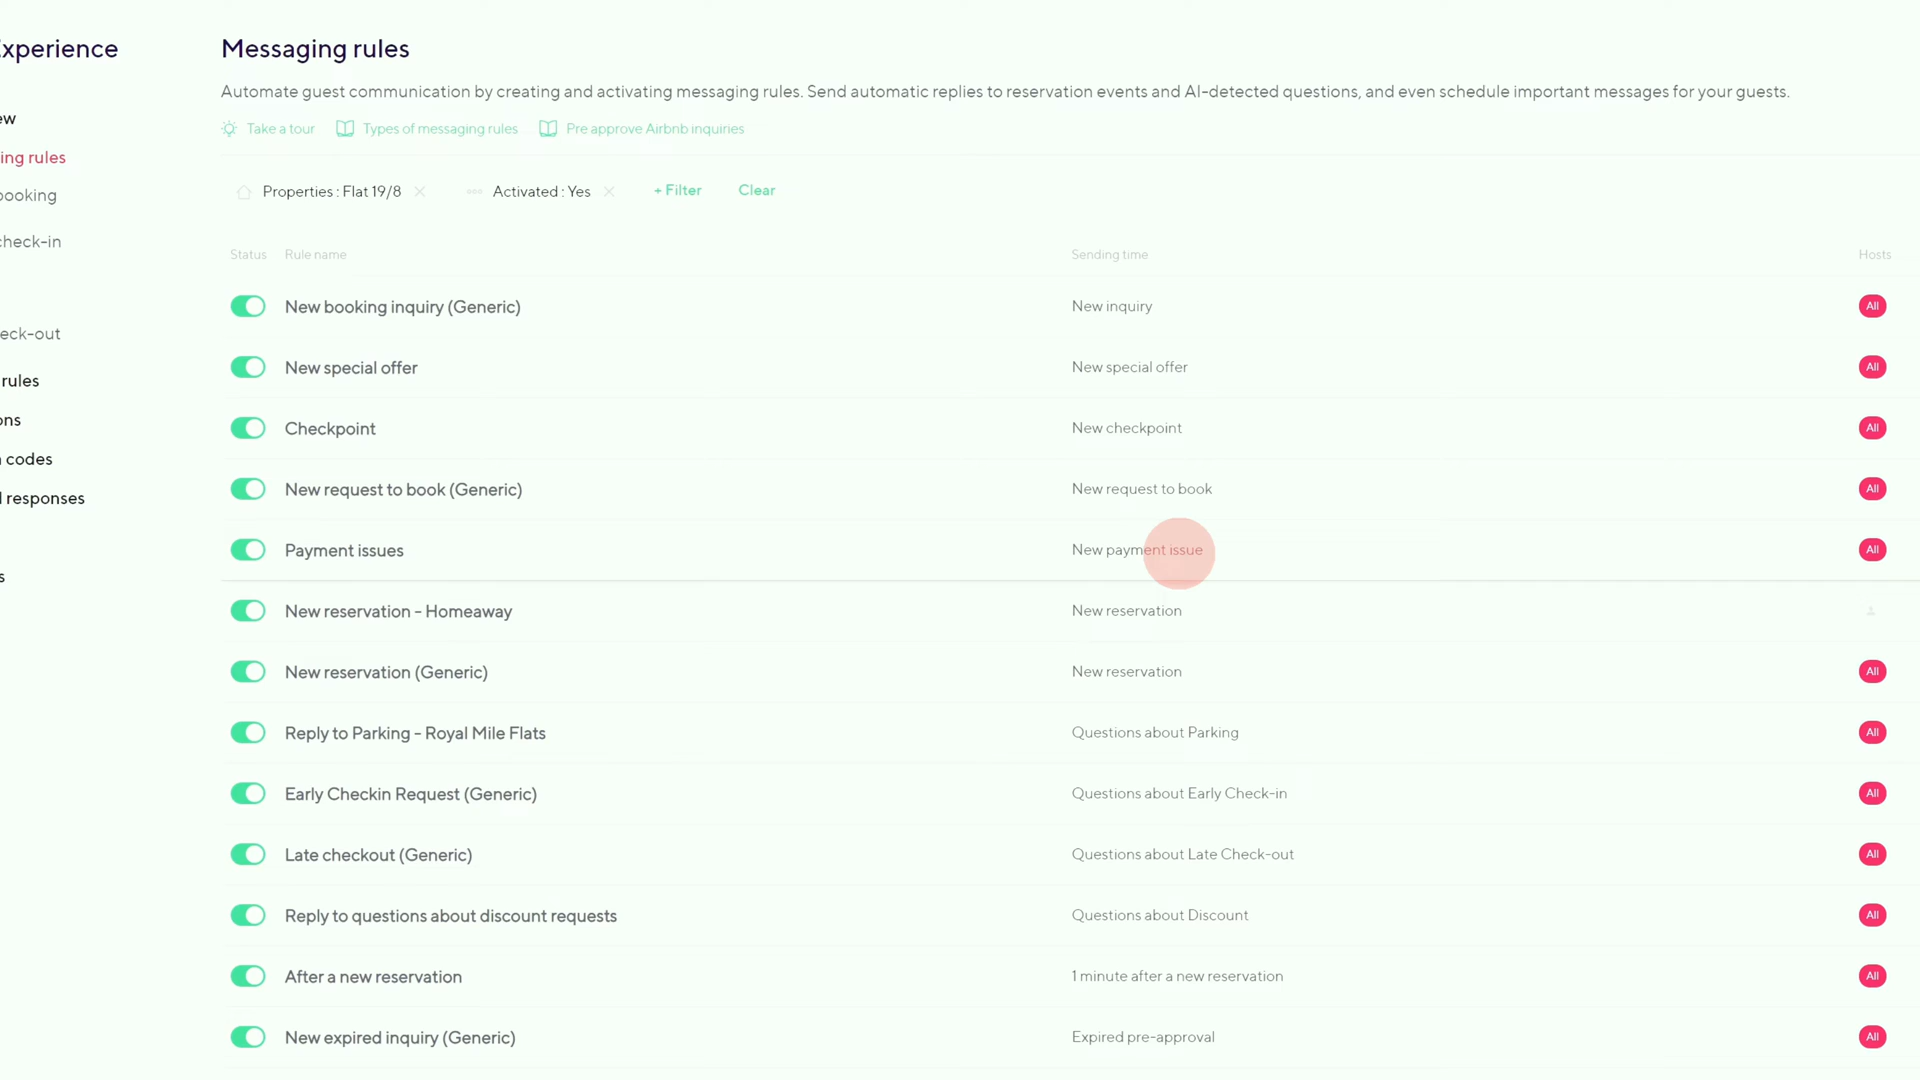 Experience
ew
ing rules
booking
check-in
eck-out
rules
ons
codes
responses
s
Messaging rules
Automate guest communication by creating and activating messaging rules. Send automatic replies to reservation events and AI-detected questions, and even schedule important messages for your guests.
Take a tour Types of messaging rules Pre approve Airbnb inquiries
Properties : Flat 19/8 Activated : Yes + Filter Clear
Status Rule name Sending time Hosts
New booking inquiry (Generic) New inquiry All
New special offer New special offer All
Checkpoint New checkpoint All
New request to book (Generic) New request to book All
Payment issues New payment issue All
New reservation - Homeaway New reservation
New reservation (Generic) New reservation All
Reply to Parking - Royal Mile Flats Questions about Parking All
Early Checkin Request (Generic) Questions about Early Check-in All
Late checkout (Generic) Questions about Late Check-out All
Reply to questions about discount requests Questions about Discount All
After a new reservation 1 minute after a new reservation All
New expired inquiry (Generic) Expired pre-approval All